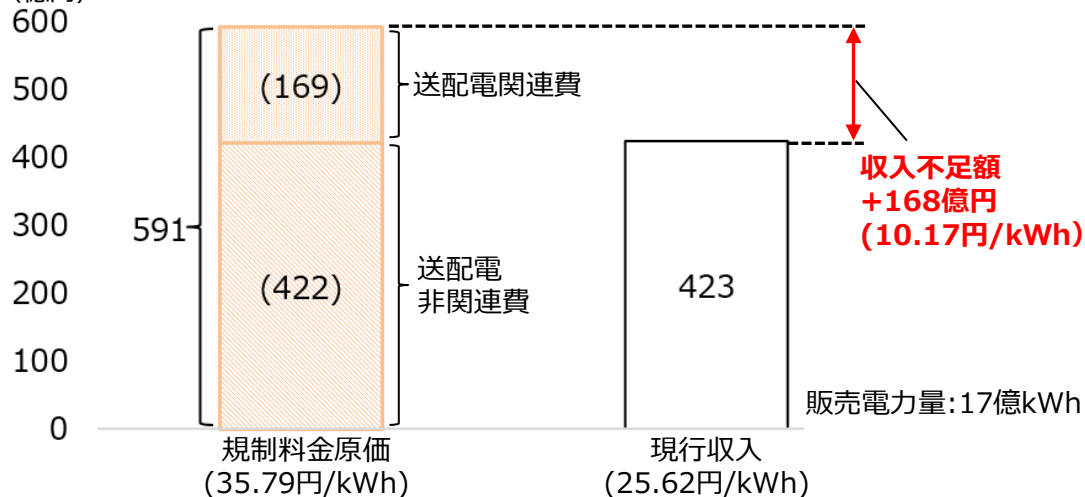 600
500
400
300
200
100
0
591
(169)
(422)
送配電関連費
送配電
非関連費
423
収入不足額
+168億円
(10.17円/kWh)
販売電力量:17億kWh
規制料金原価
(35.79円/kWh)
現行収入
(25.62円/kWh)